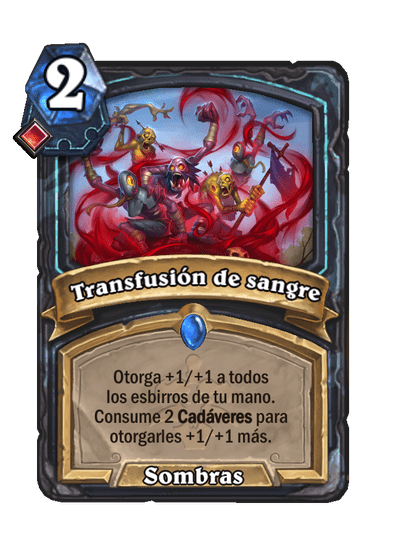 2
Transfusión de sangre
Otorga +1/+1 a todos
los esbirros de tu mano.
Consume 2 Cadáveres para
otorgarles +1/+1 más.
Sombras